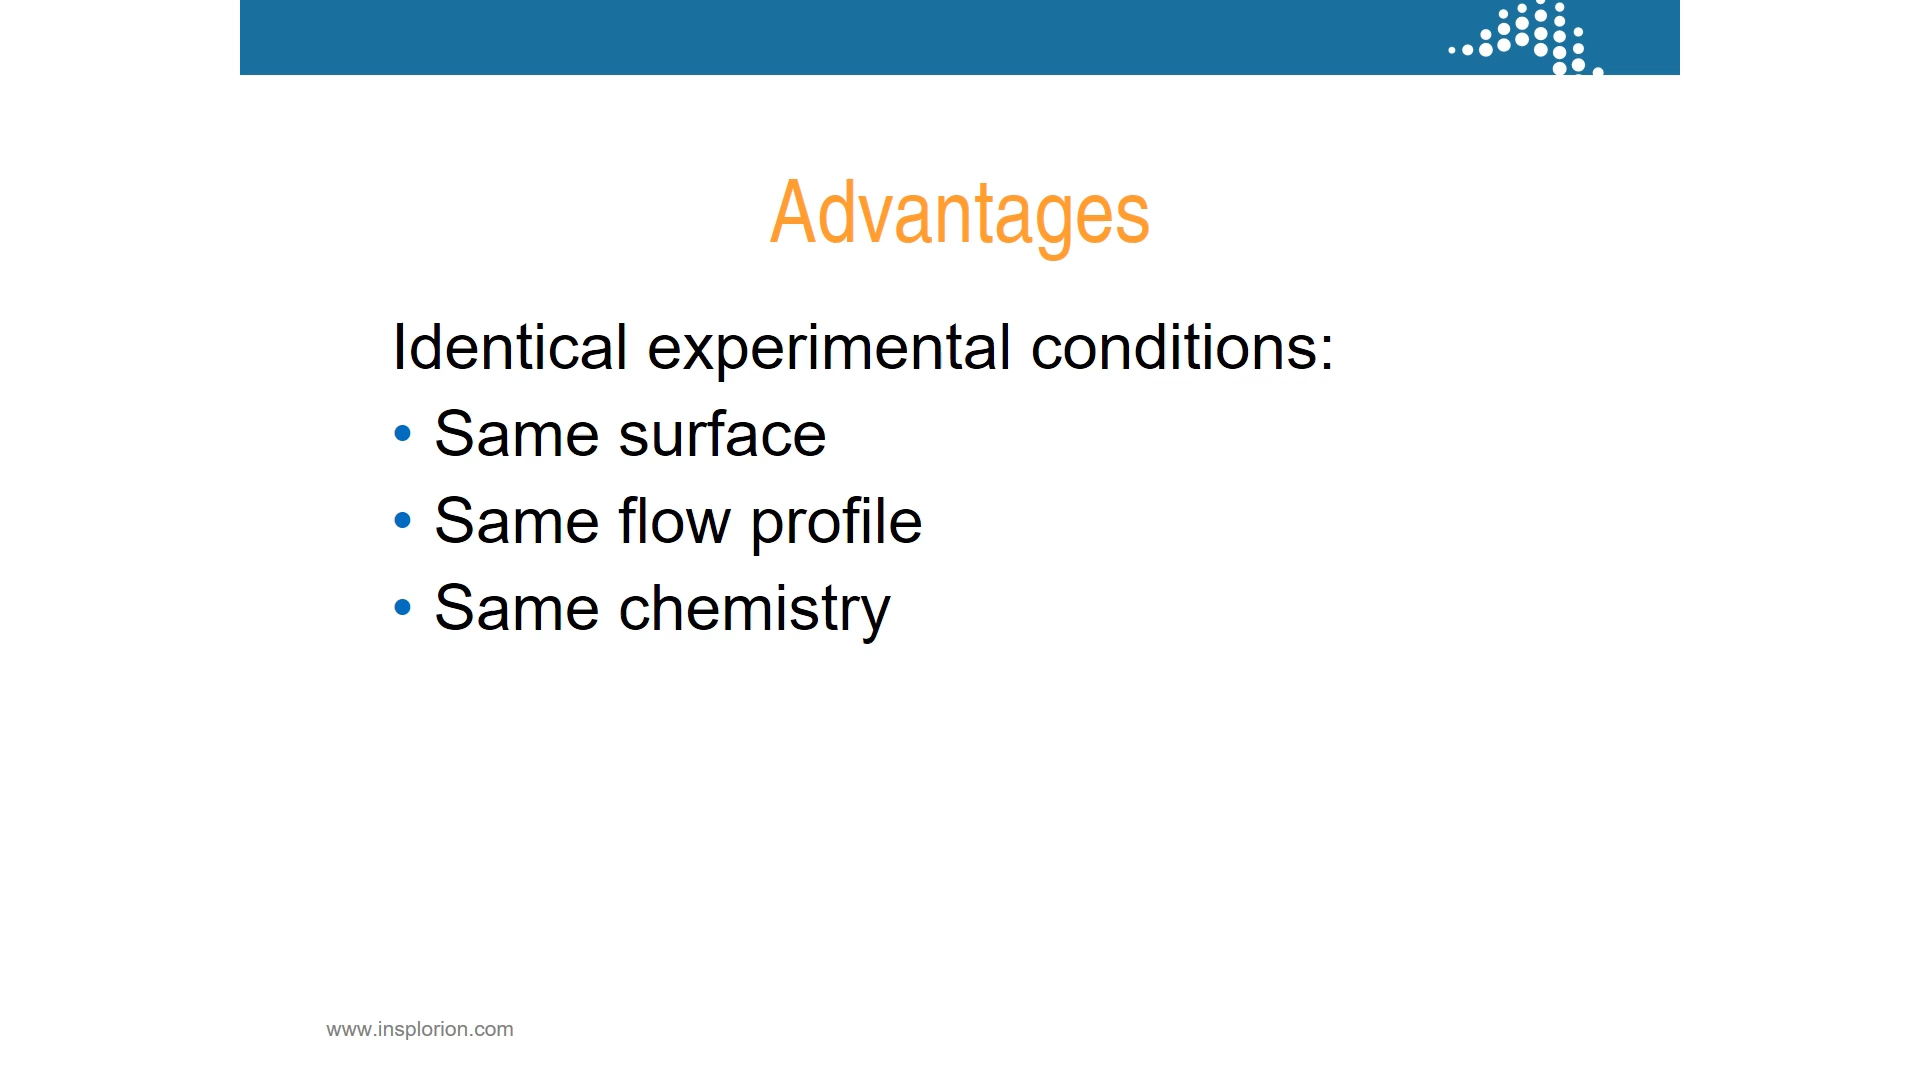 Advantages
Identical experimental conditions:
• Same surface
• Same flow profile
• Same chemistry
www.insplorion.com